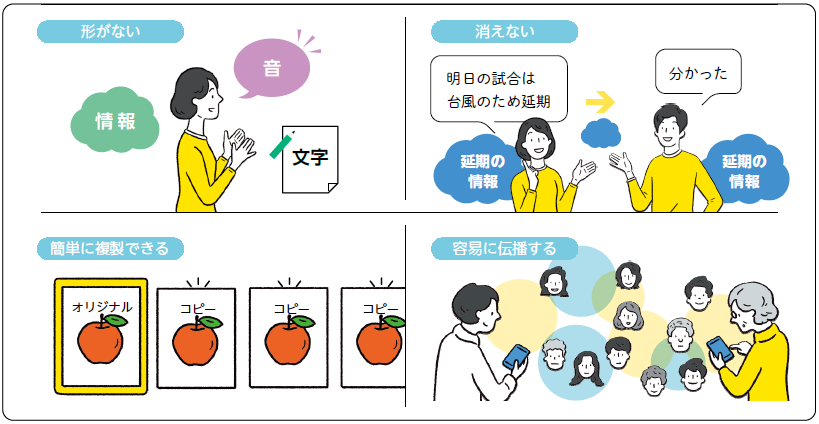 形がない
音
情報
文字
消えない
明日の試合は
台風のため延期
分かった
延期の
情報
延期の
情報
簡単に複製できる
オリジナル
コピー
コピー
コピー
容易に伝播する